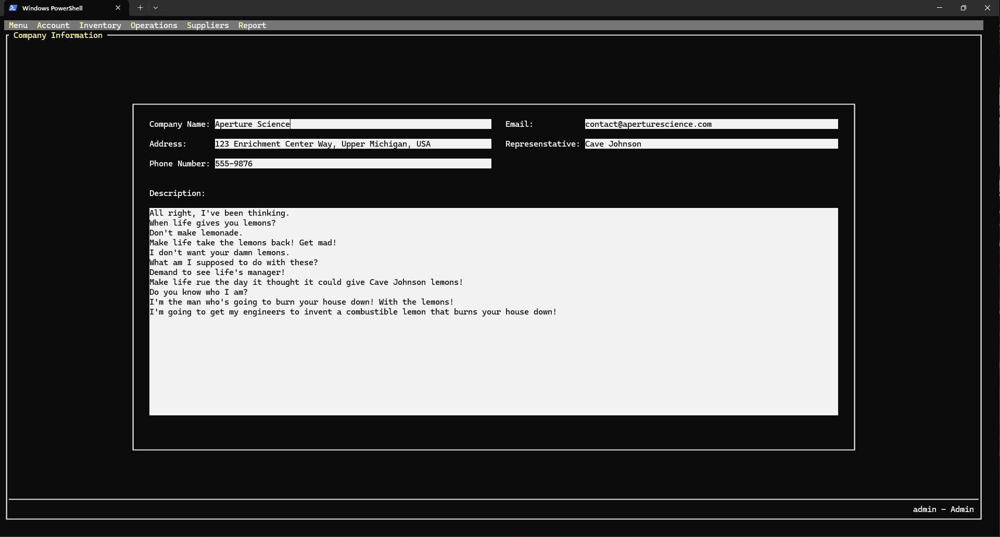 Windows PowerShell
Menu Account Inventory Operations Suppliers Report
Company Information
Company Name: Aperture Science Email: contact@aperturescience.com
Address: 123 Enrichment Center Way, Upper Michigan, USA Represenstative: Cave Johnson
Phone Number: 555-9876
Description:
All right, I've been thinking.
When life gives you lemons?
Don't make lemonade.
Make life take the lemons back! Get mad!
I don't want your damn lemons.
What am I supposed to do with these?
Demand to see life's manager!
Make life rue the day it thought it could give Cave Johnson lemons!
Do you know who I am?
I'm the man who's going to burn your house down! With the lemons!
I'm going to get my engineers to invent a combustible lemon that burns your house down!
admin - Admin